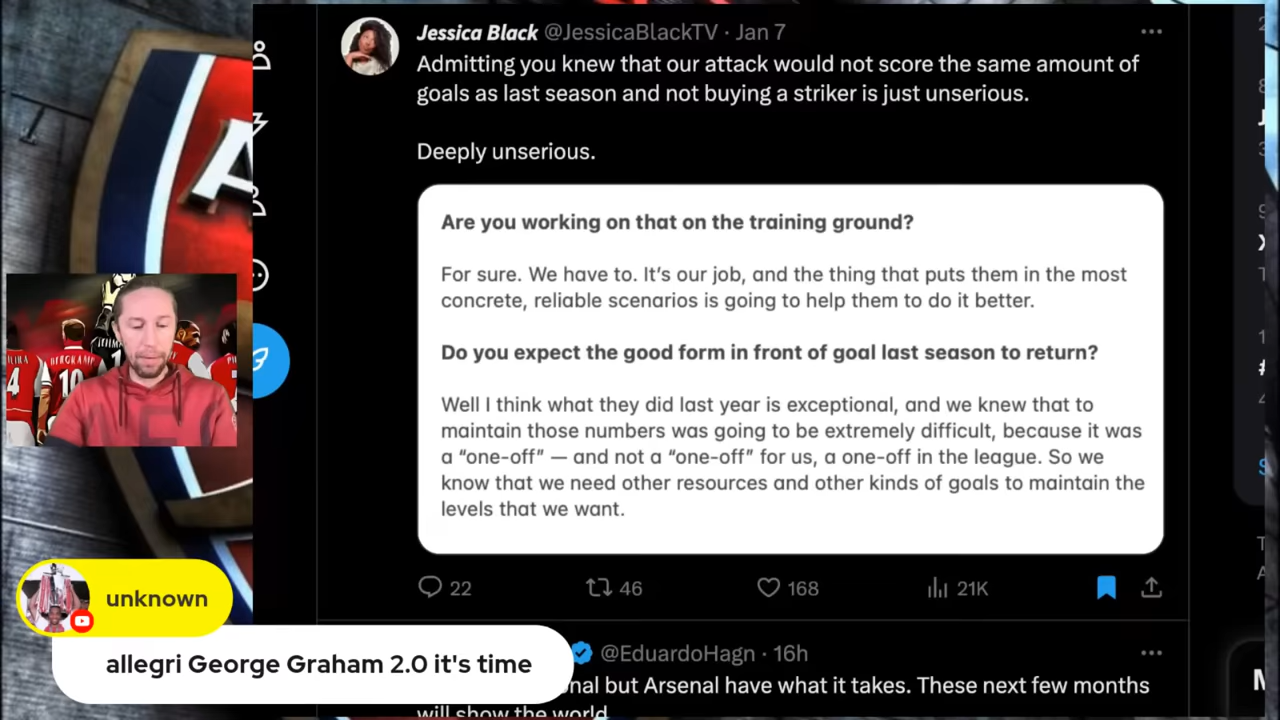 Jessica Black @JessicaBlackTV · Jan 7
Admitting you knew that our attack would not score the same amount of
goals as last season and not buying a striker is just unserious.
Deeply unserious.
Are you working on that on the training ground?
For sure. We have to. It’s our job, and the thing that puts them in the most
concrete, reliable scenarios is going to help them to do it better.
Do you expect the good form in front of goal last season to return?
Well I think what they did last year is exceptional, and we knew that to
maintain those numbers was going to be extremely difficult, because it was
a “one-off” — and not a “one-off” for us, a one-off in the league. So we
know that we need other resources and other kinds of goals to maintain the
levels that we want.
22 46 168 21K
@EduardoHagn · 16h
but Arsenal have what it takes. These next few months
will show the world
unknown
allegri George Graham 2.0 it's time
BERGKAMP
10
4